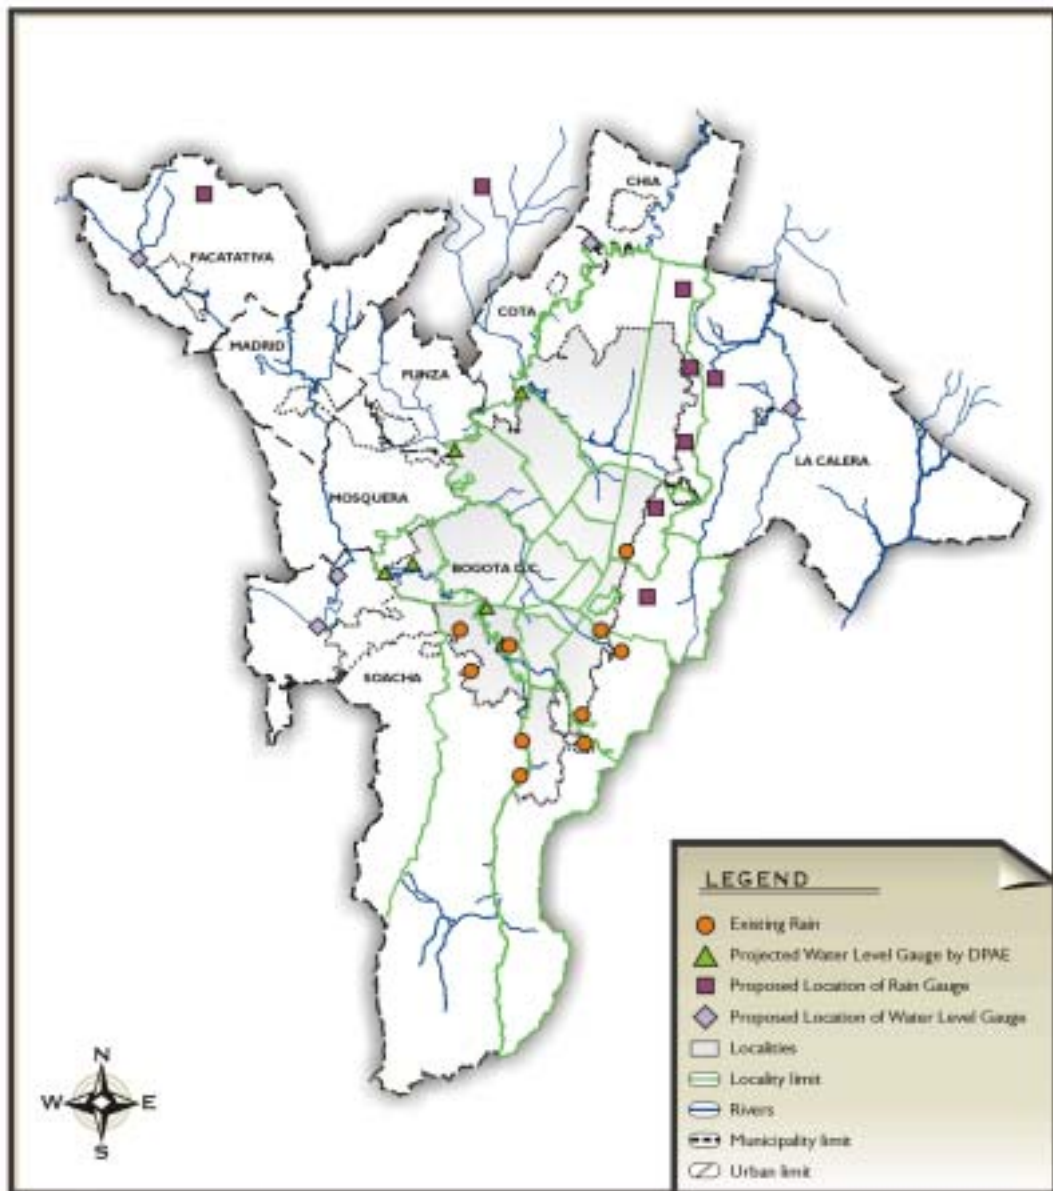 CHIA
FACATATIVA
COTA
MADRID
FUNZA
LA CALERA
MOSQUERA
BOGOTA D.C.
SOACHA
LEGEND
Existing Rain
Projected Water Level Gauge by DPAE
Proposed Location of Rain Gauge
Proposed Location of Water Level Gauge
Localities
Locality limit
Rivers
Municipality limit
Urban limit
N
W E
S